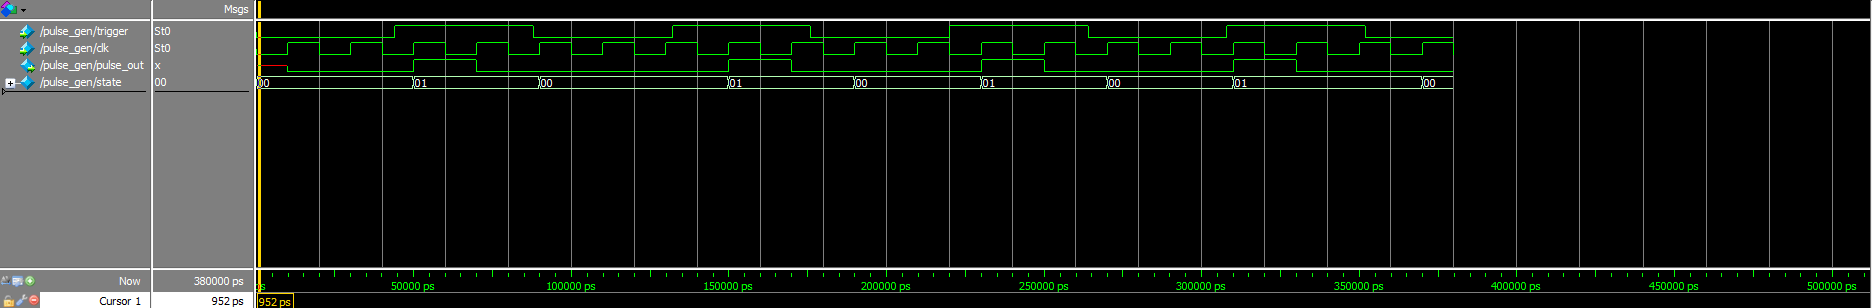 Msgs
/pulse_gen/trigger St0
/pulse_gen/clk St0
/pulse_gen/pulse_out x
/pulse_gen/state 00 00 01 00 01 00 01 00 01 00
Now 380000 ps ps 50000 ps 100000 ps 150000 ps 200000 ps 250000 ps 300000 ps 350000 ps 400000 ps 450000 ps 500000 ps
Cursor 1 952 ps 952 ps